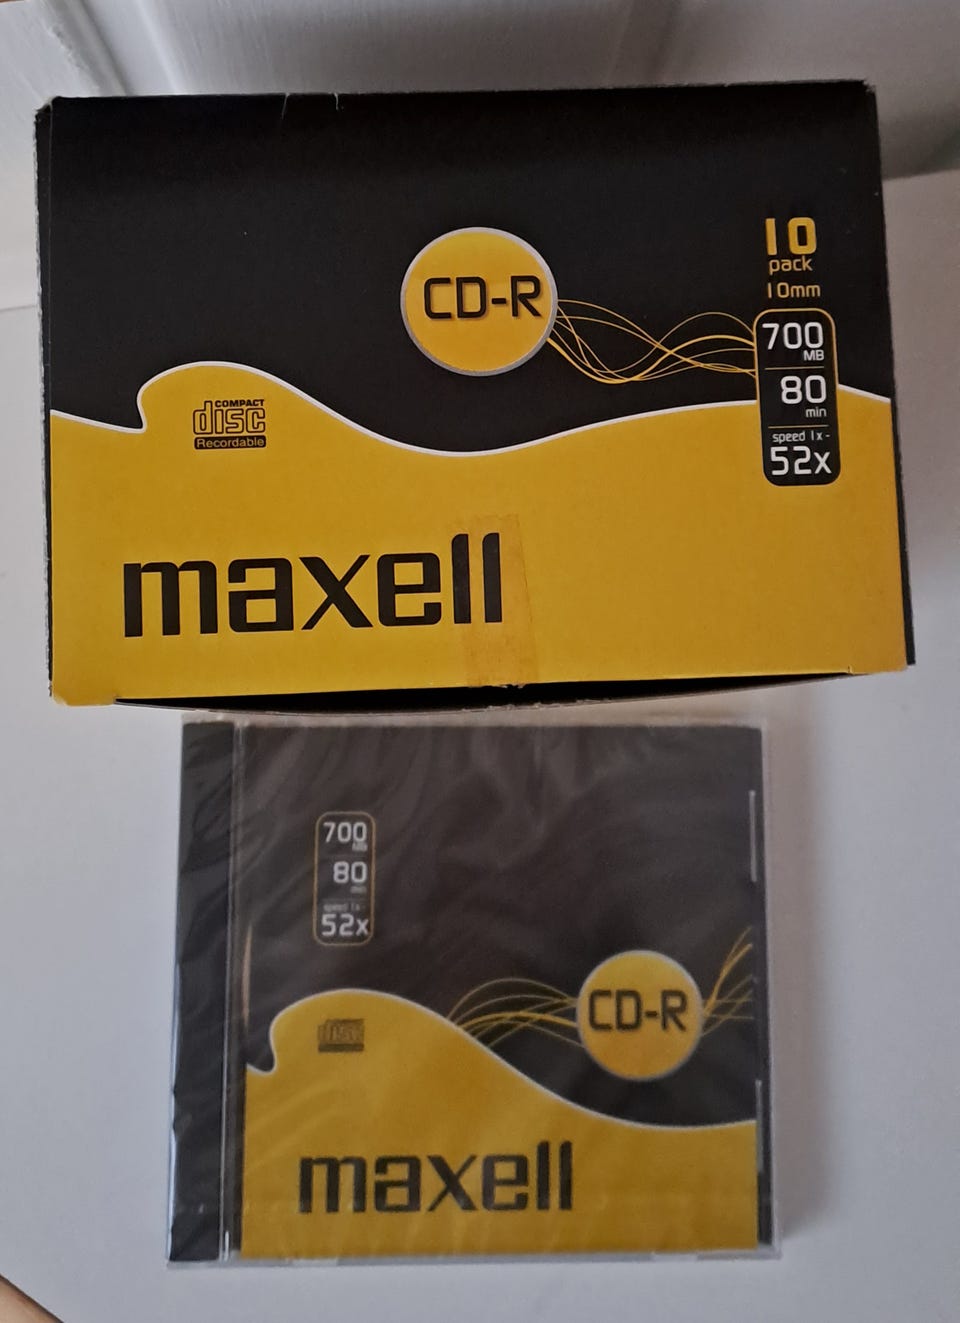 10
pack
10mm
CD-R
700
MB
80
min
speed 1x-
52x
COMPACT
disc
Recordable
maxell
700
MB
80
min
speed 1x-
52x
CD-R
disc
maxell